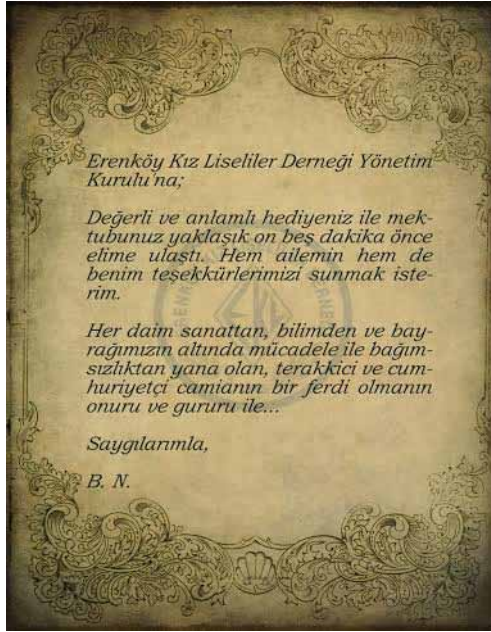 Erenköy Kız Liseliler Derneği Yönetim
Kurulu'na;
Değerli ve anlamlı hediyeniz ile mek-
tubunuz yaklaşık on beş dakika önce
elime ulaştı. Hem ailemin hem de
benim teşekkürlerimizi sunmak iste-
rim.
Her daim sanattan, bilimden ve bay-
rağımızın altında mücadele ile bağım-
sızlıktan yana olan, terakkici ve cum-
huriyetçi camianın bir ferdi olmanın
onuru ve gururu ile...
Saygılarımla,
B. N.